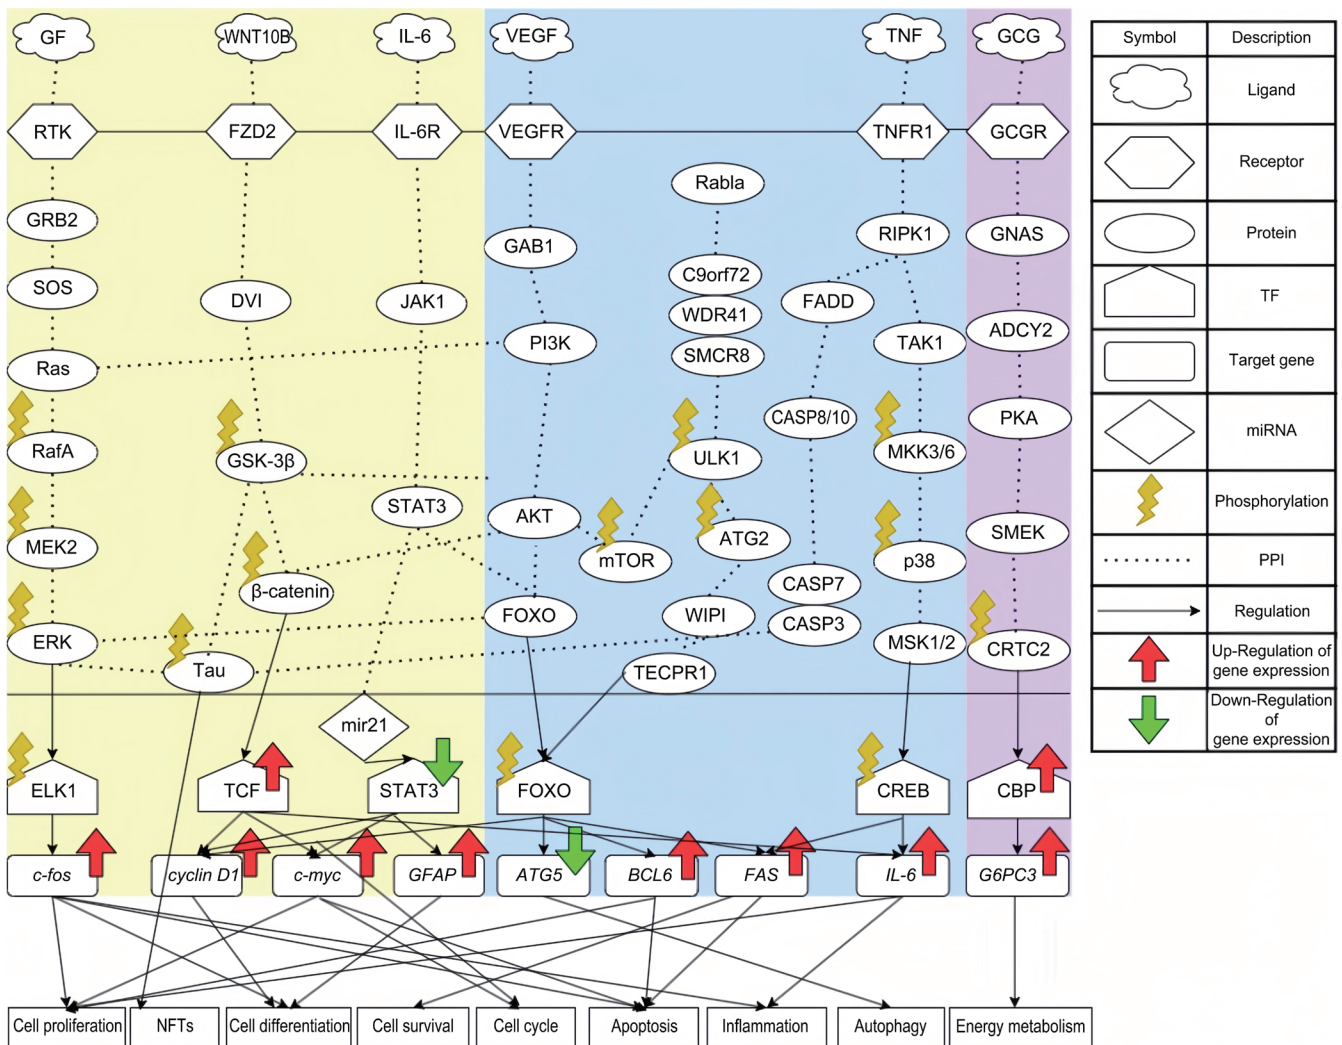 GF
WNT10B
IL-6
VEGF
TNF
GCG
RTK
FZD2
IL-6R
VEGFR
TNFR1
GCGR
Rabla
GRB2
GAB1
RIPK1
GNAS
SOS
DVI
JAK1
C9orf72
WDR41
SMCR8
FADD
TAK1
ADCY2
Ras
PI3K
RafA
GSK-3β
ULK1
CASP8/10
MKK3/6
PKA
STAT3
AKT
MEK2
mTOR
ATG2
p38
SMEK
β-catenin
CASP7
CASP3
ERK
FOXO
WIPI
MSK1/2
CRTC2
Tau
TECPR1
mir21
ELK1
TCF
STAT3
FOXO
CREB
CBP
c-fos
cyclin D1
c-myc
GFAP
ATG5
BCL6
FAS
IL-6
G6PC3
Cell proliferation
NFTs
Cell differentiation
Cell survival
Cell cycle
Apoptosis
Inflammation
Autophagy
Energy metabolism
Symbol
Description
Ligand
Receptor
Protein
TF
Target gene
miRNA
Phosphorylation
PPI
Regulation
Up-Regulation of
gene expression
Down-Regulation
of
gene expression